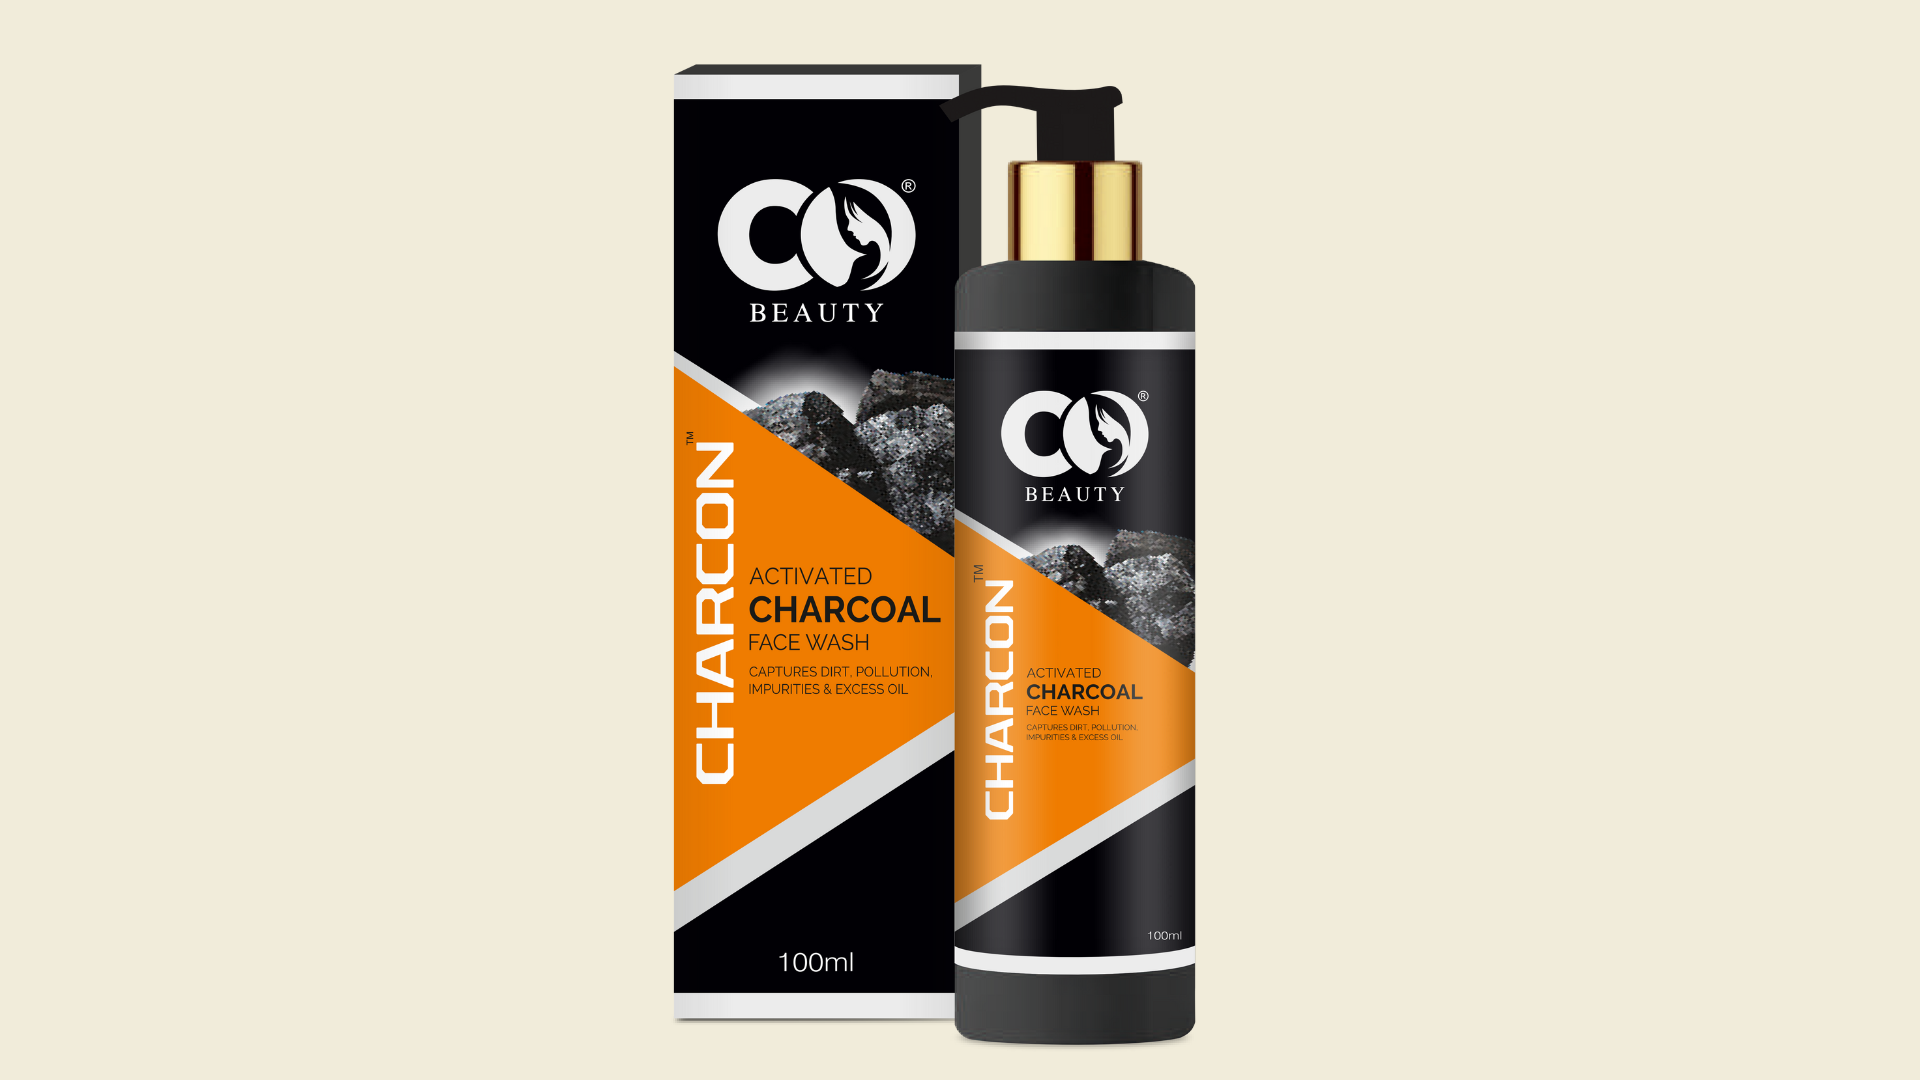 CO®
BEAUTY
CHARCON™
ACTIVATED
CHARCOAL
FACE WASH
CAPTURES DIRT, POLLUTION,
IMPURITIES & EXCESS OIL
100ml
CO®
BEAUTY
CHARCON™
ACTIVATED
CHARCOAL
FACE WASH
CAPTURES DIRT, POLLUTION,
IMPURITIES & EXCESS OIL
100ml